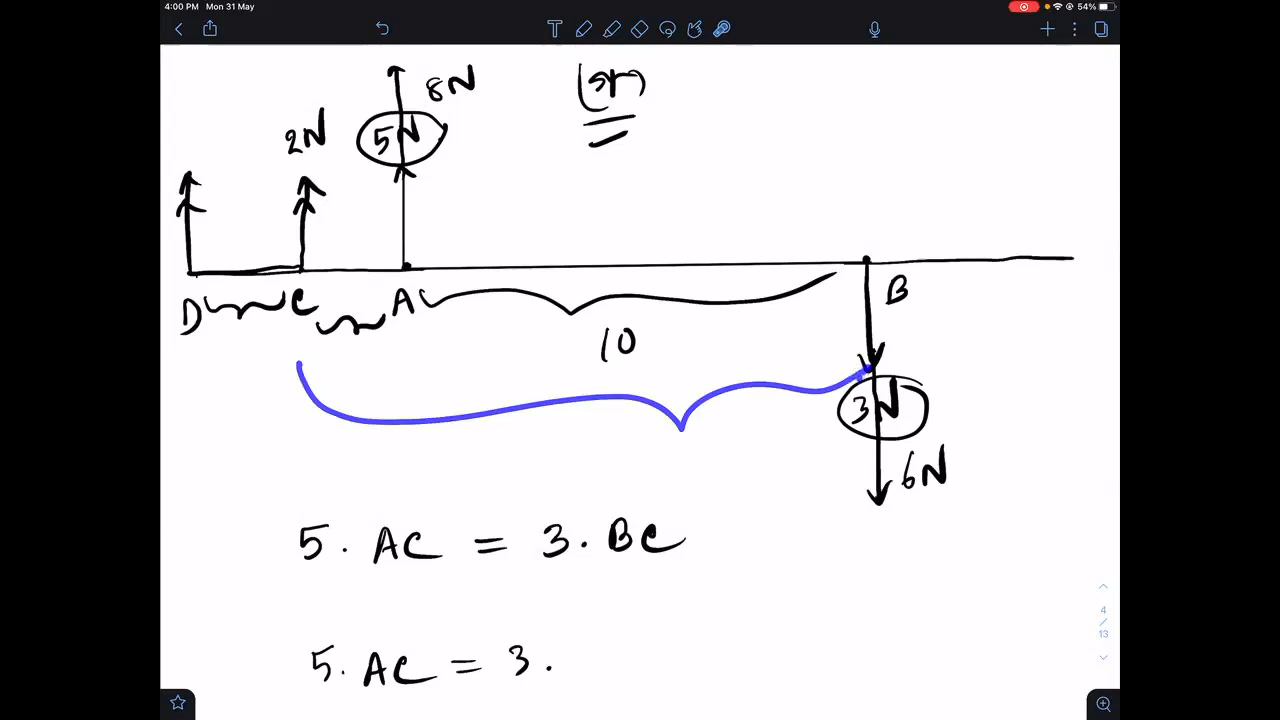 4:00 PM Mon 31 May
54%
8N
2N
5N
D C A
B
10
3N
6N
5. AC = 3. BC
5. AC = 3.
4
/
13